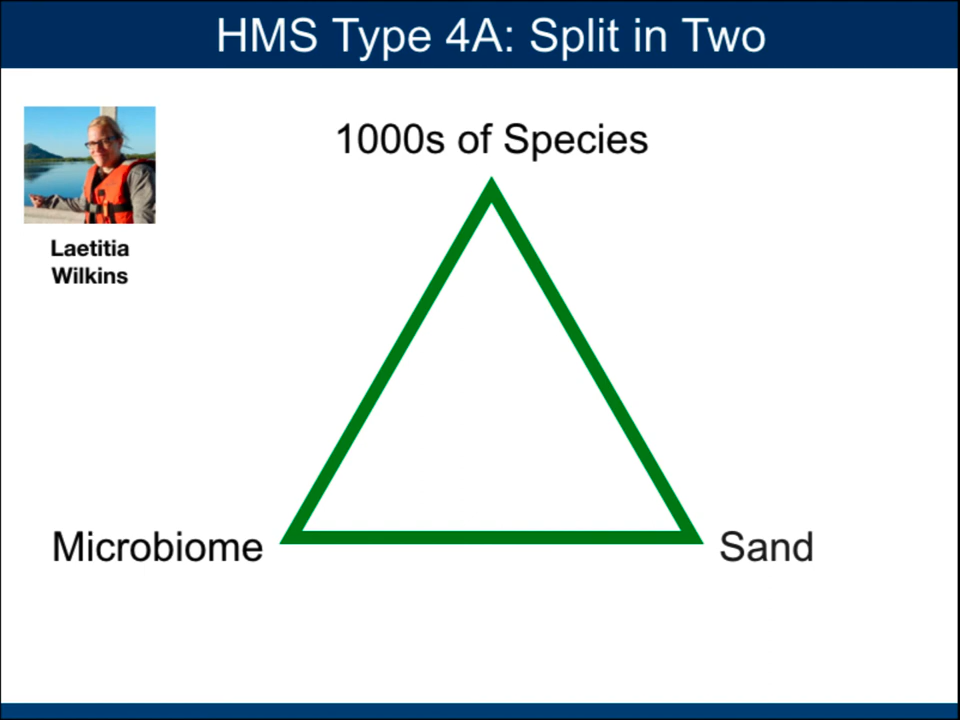 HMS Type 4A: Split in Two
1000s of Species
Laetitia
Wilkins
Microbiome
Sand